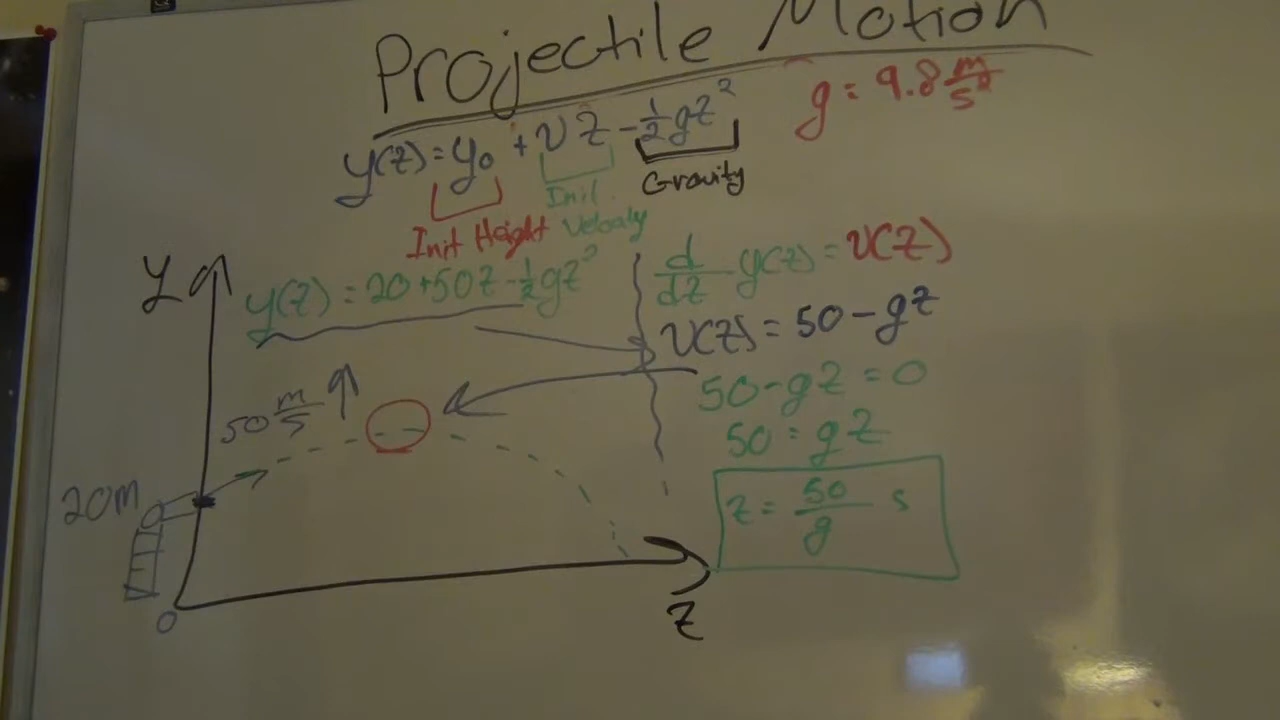 Projectile Motion
g = 9.8 m/s²
y(z) = y₀ + vz - ½gz²
Init Height
Init. Velocity
Gravity
y
y(z) = 20 + 50z - ½gz²
d/dz y(z) = v(z)
v(z) = 50 - gz
50 - gz = 0
50 = gz
z = 50/g s
50 m/s
20m
0
z